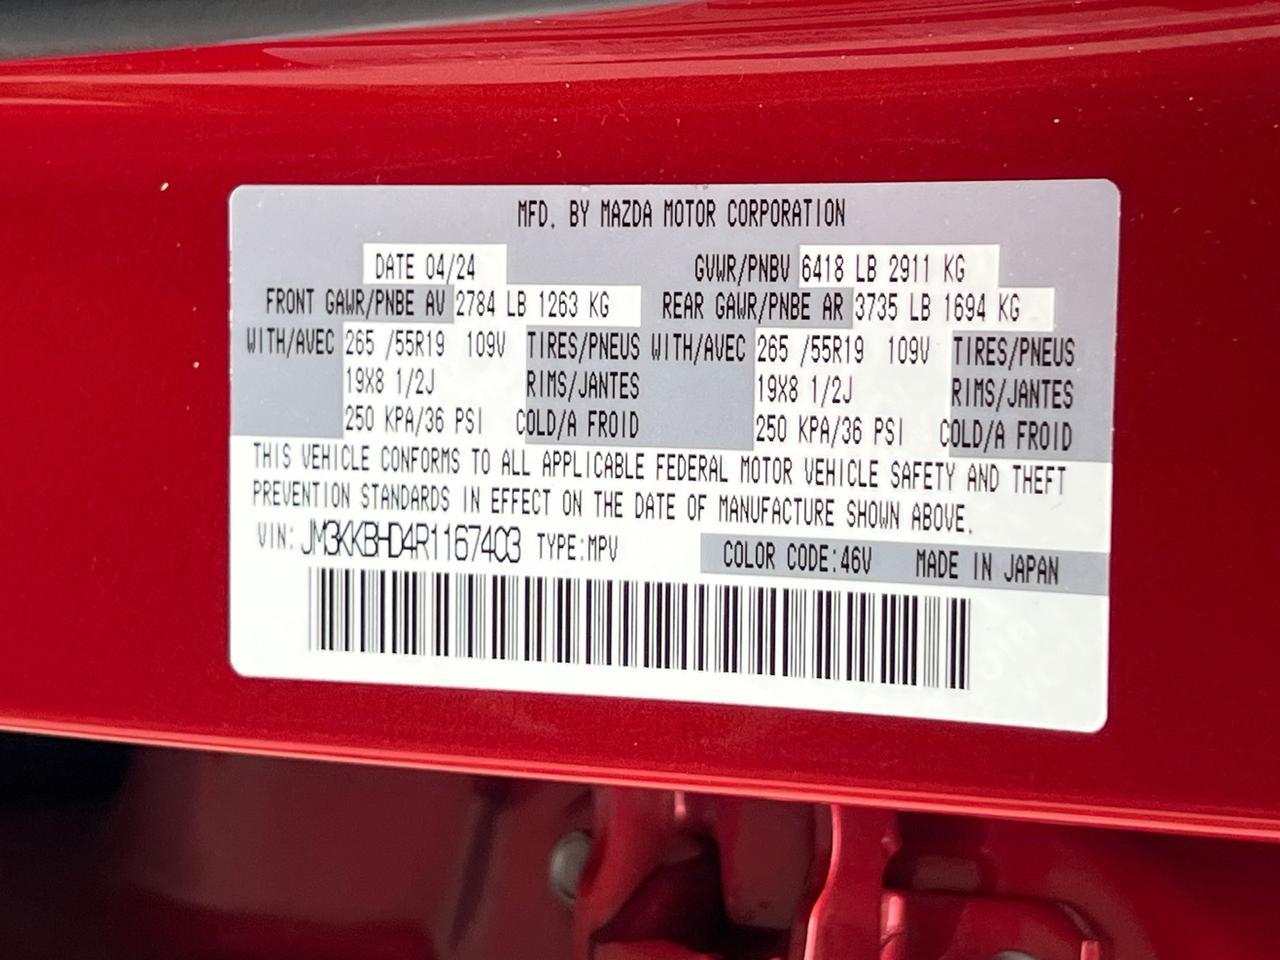 MFD. BY MAZDA MOTOR CORPORATION
DATE 04/24 GVWR/PNBV 6418 LB 2911 KG
FRONT GAWR/PNBE AV 2784 LB 1263 KG REAR GAWR/PNBE AR 3735 LB 1694 KG
WITH/AVEC 265 /55R19 109V TIRES/PNEUS WITH/AVEC 265 /55R19 109V TIRES/PNEUS
19X8 1/2J RIMS/JANTES 19X8 1/2J RIMS/JANTES
250 KPA/36 PSI COLD/A FROID 250 KPA/36 PSI COLD/A FROID
THIS VEHICLE CONFORMS TO ALL APPLICABLE FEDERAL MOTOR VEHICLE SAFETY AND THEFT
PREVENTION STANDARDS IN EFFECT ON THE DATE OF MANUFACTURE SHOWN ABOVE.
VIN: JM3KKBHD4R1167403 TYPE:MPV COLOR CODE:46V MADE IN JAPAN